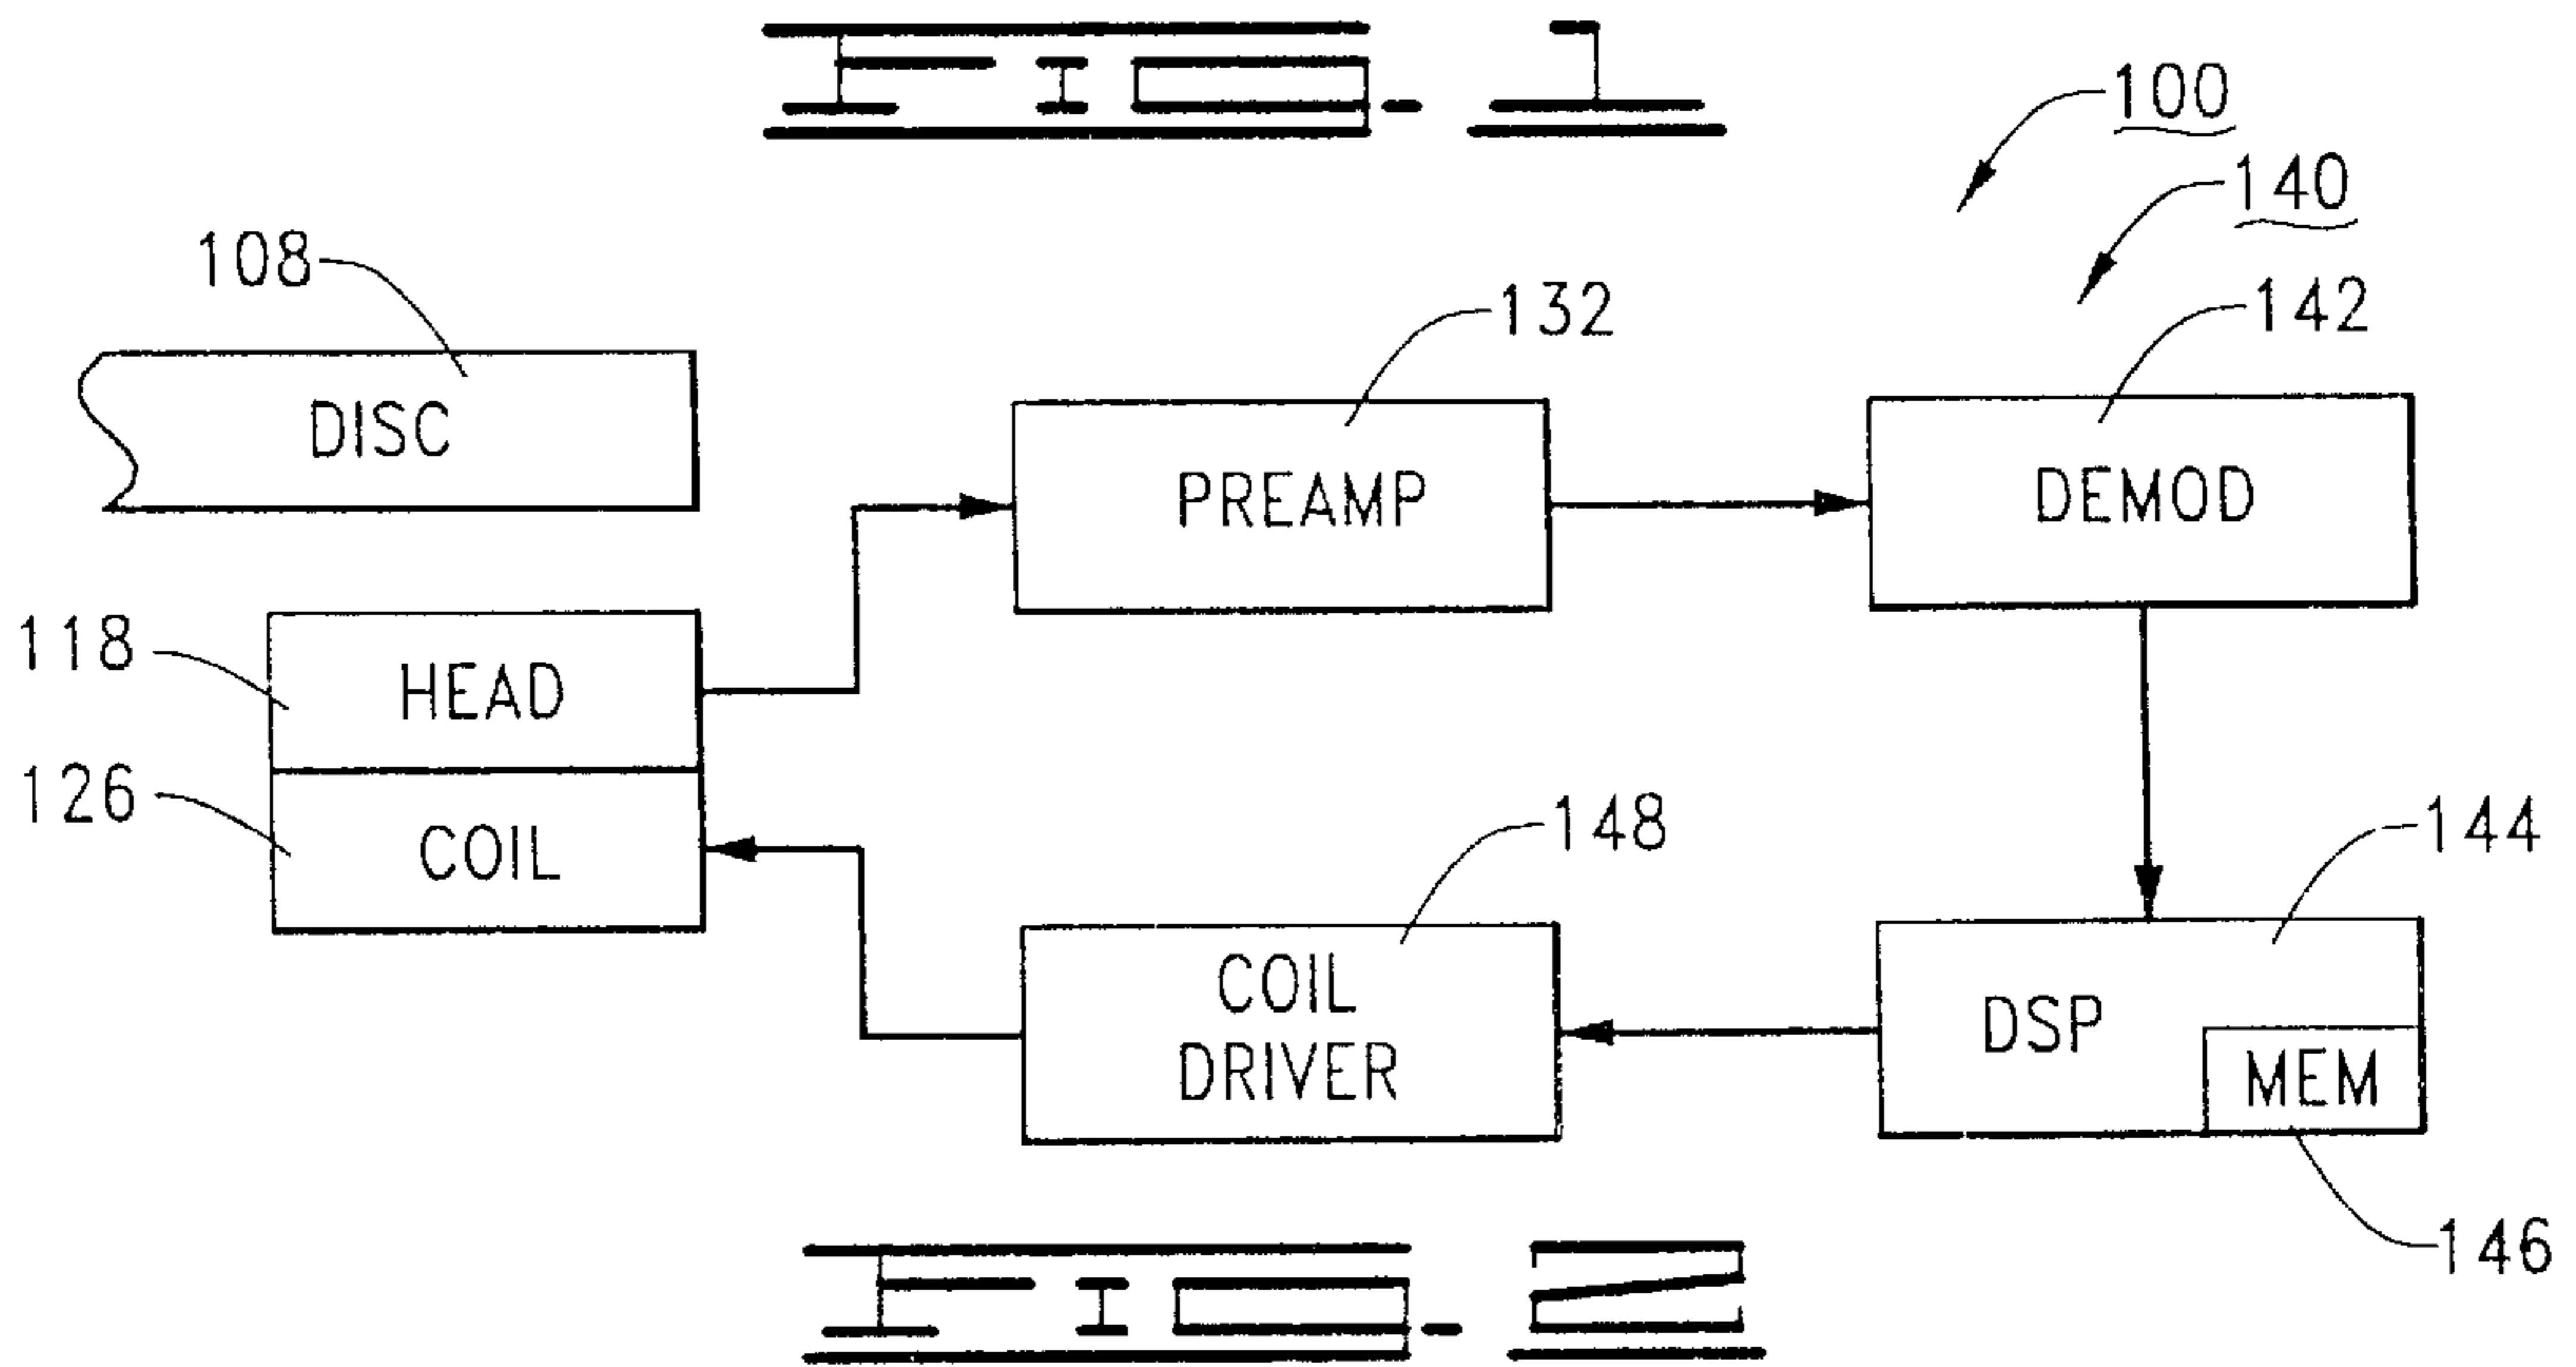 FIG. 1
100
140
108
132
142
DISC
PREAMP
DEMOD
118
HEAD
126
COIL
148
144
COIL
DRIVER
DSP
MEM
146
FIG. 2